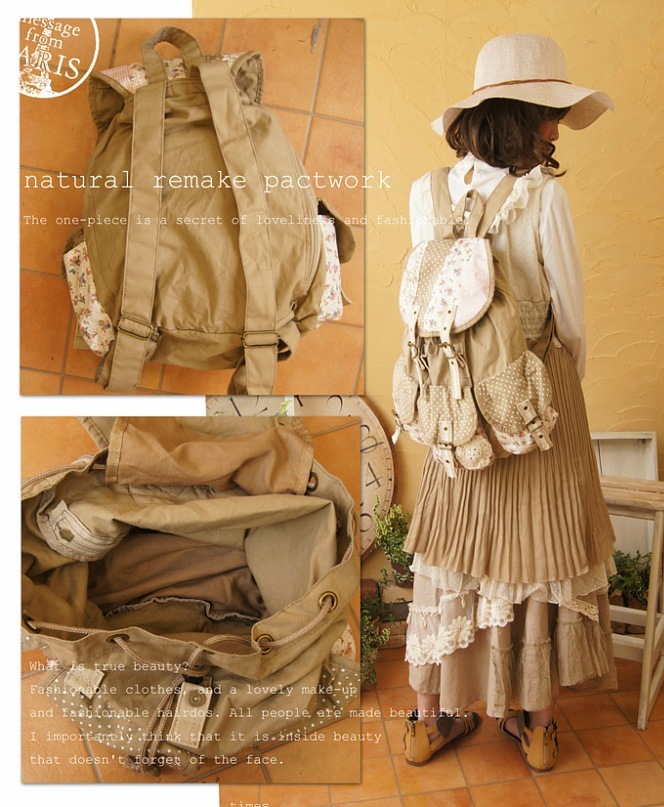 message
from
PARIS
natural remake pactwork
The one-piece is a secret of loveliness and fashionable.
What is true beauty?
Fashionable clothes, and a lovely make-up
and fashionable hairdos. All people are made beautiful.
I importantly think that it is inside beauty
that doesn't forget of the face.
times